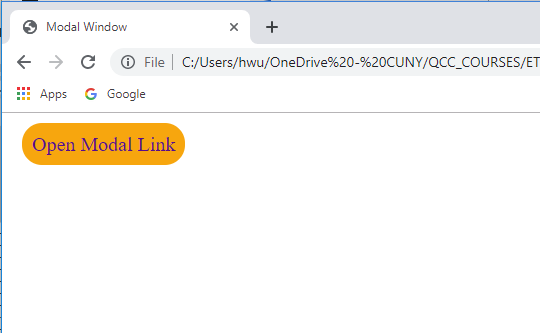 Modal Window
File C:/Users/hwu/OneDrive%20-%20CUNY/QCC_COURSES/ET
Apps Google
Open Modal Link